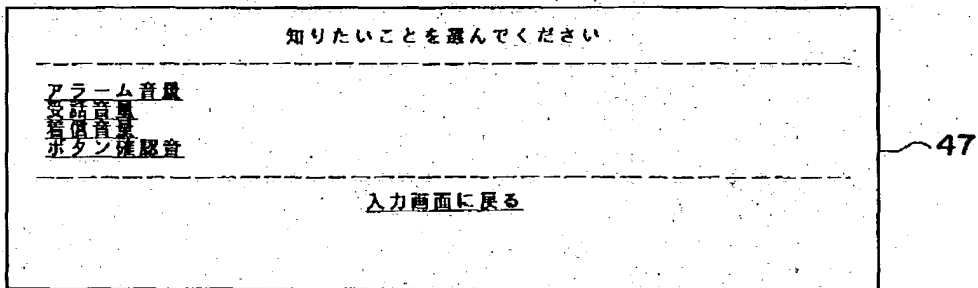 知りたいことを選んでください
アラーム音量
受話音量
着信音量
ボタン確認音
入力画面に戻る
47